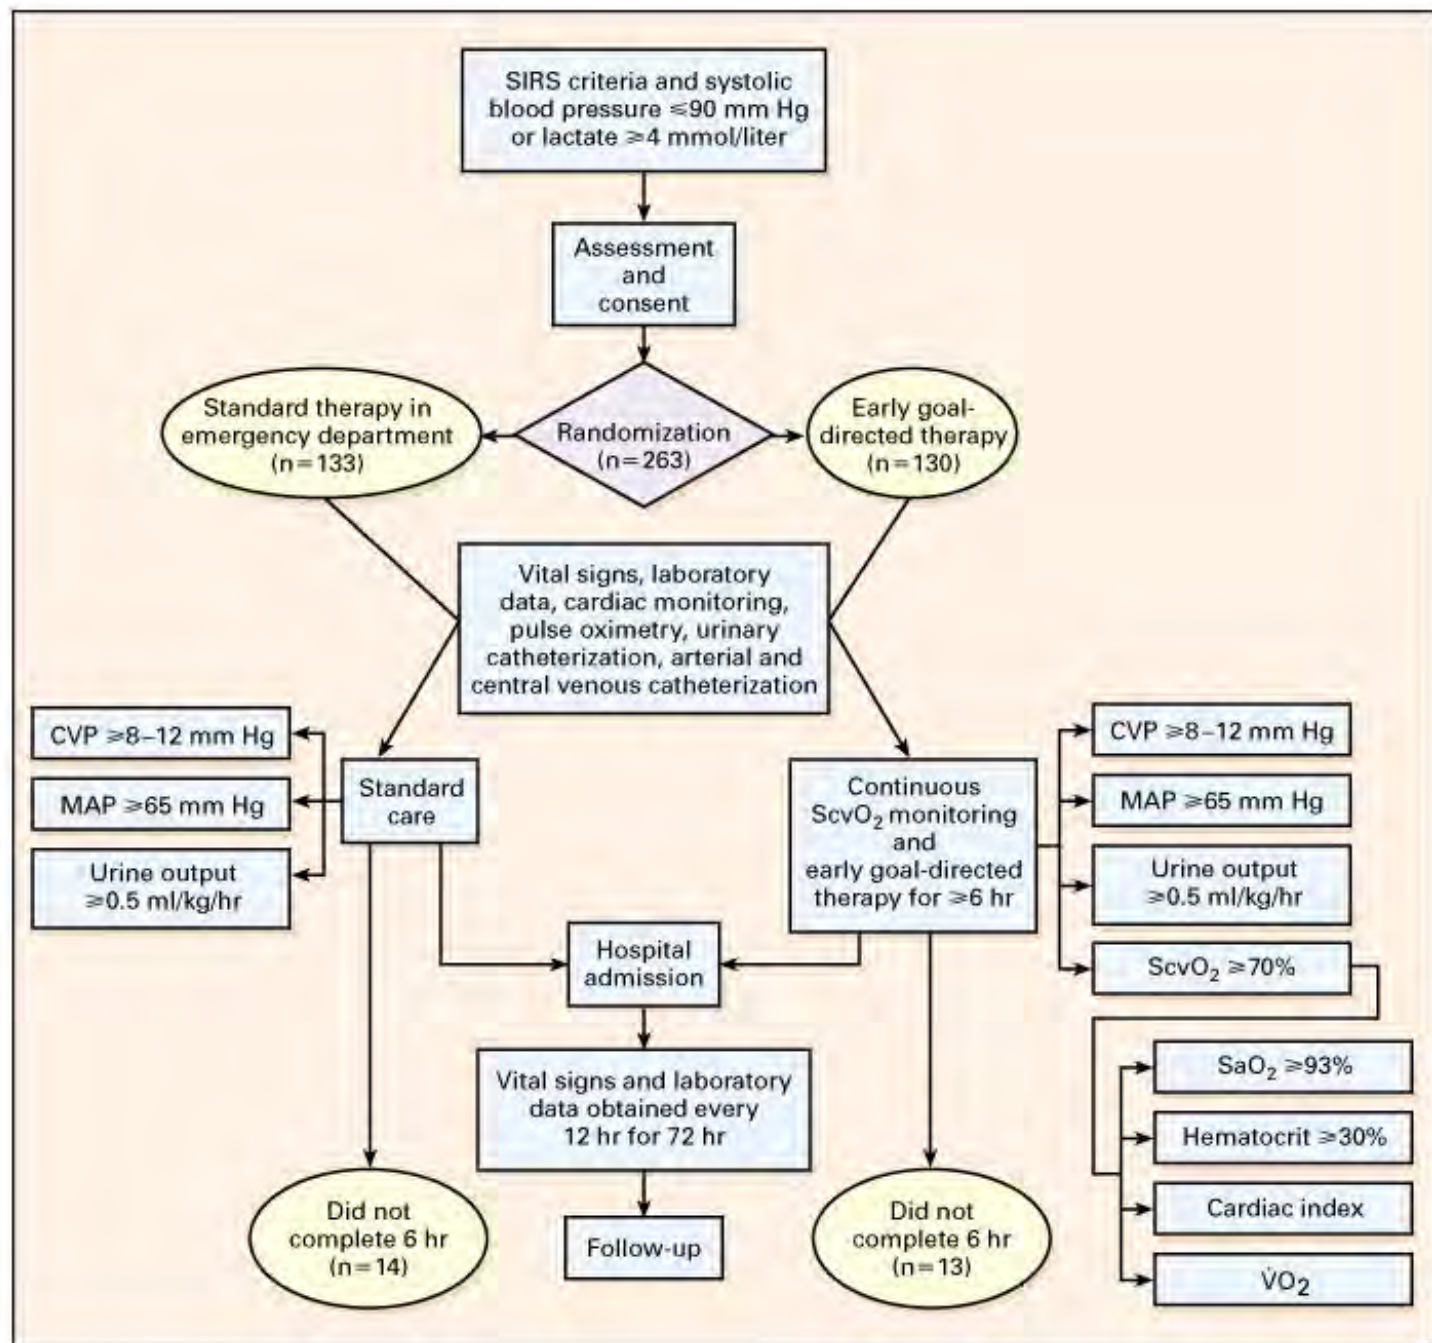 SIRS criteria and systolic
blood pressure ≤90 mm Hg
or lactate ≥4 mmol/liter
Assessment
and
consent
Standard therapy in
emergency department
(n=133)
Randomization
(n=263)
Early goal-
directed therapy
(n=130)
Vital signs, laboratory
data, cardiac monitoring,
pulse oximetry, urinary
catheterization, arterial and
central venous catheterization
CVP ≥8–12 mm Hg
MAP ≥65 mm Hg
Urine output
≥0.5 ml/kg/hr
Standard
care
Continuous
ScvO₂ monitoring
and
early goal-directed
therapy for ≥6 hr
CVP ≥8–12 mm Hg
MAP ≥65 mm Hg
Urine output
≥0.5 ml/kg/hr
ScvO₂ ≥70%
Hospital
admission
SaO₂ ≥93%
Hematocrit ≥30%
Cardiac index
V̇O₂
Vital signs and laboratory
data obtained every
12 hr for 72 hr
Did not
complete 6 hr
(n=14)
Follow-up
Did not
complete 6 hr
(n=13)